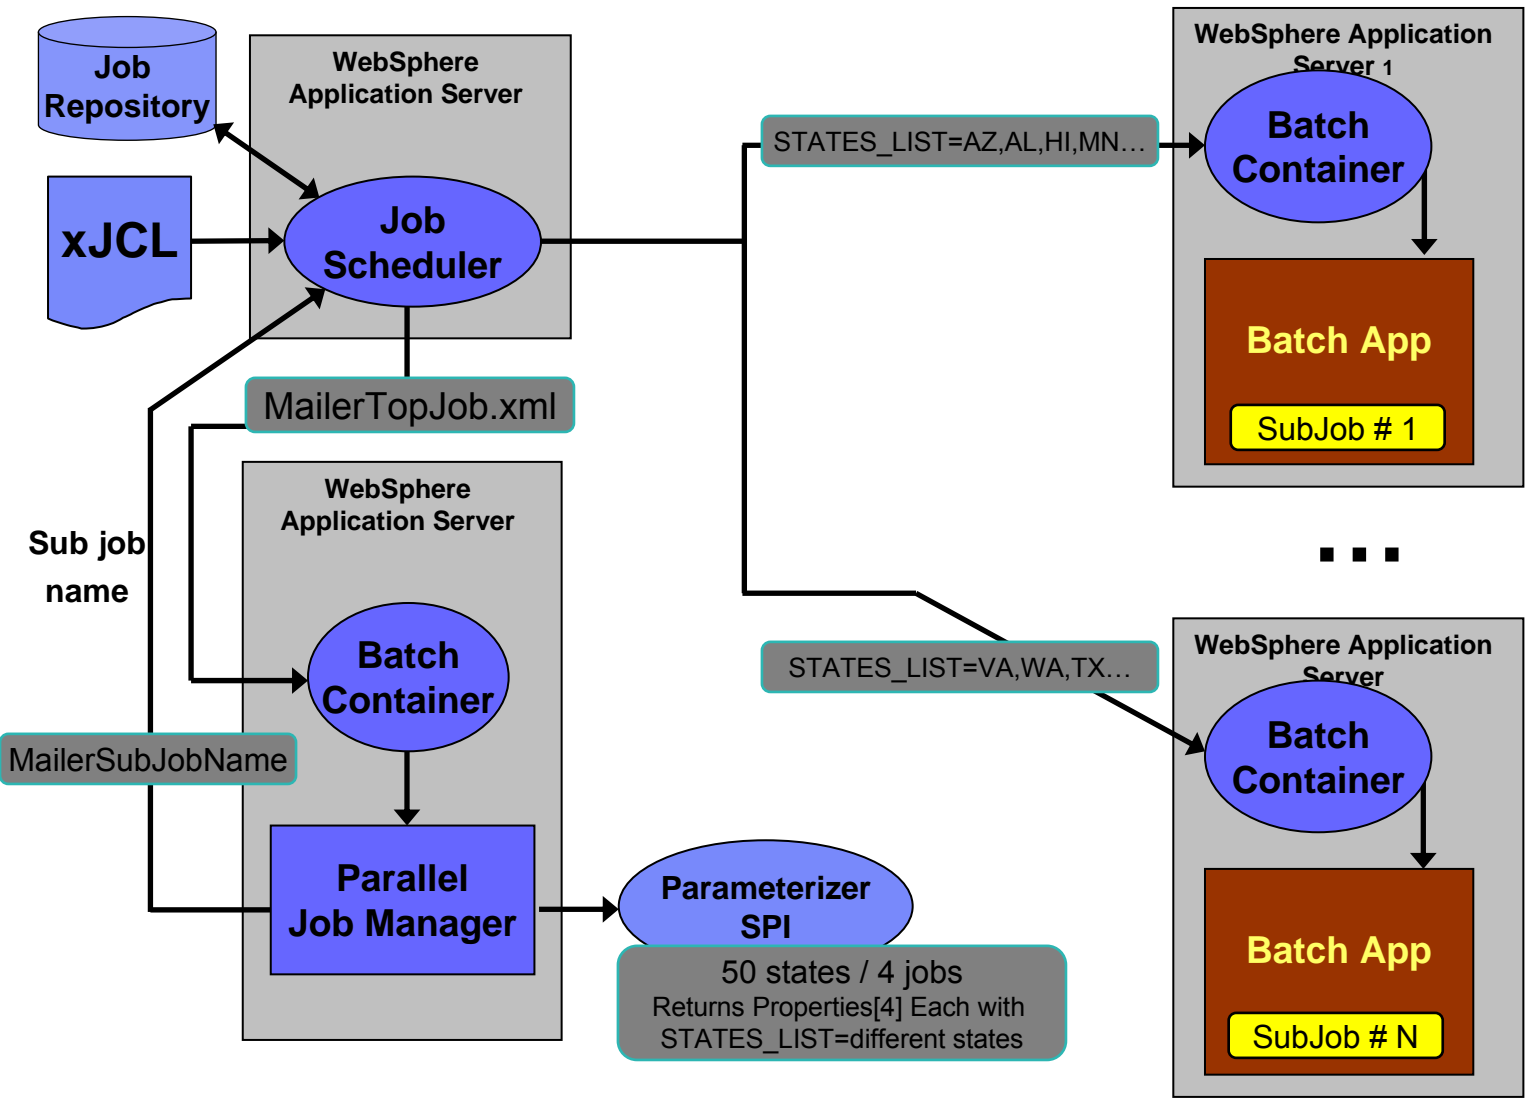 Job
Repository
xJCL
WebSphere
Application Server
Job
Scheduler
MailerTopJob.xml
Sub job
name
MailerSubJobName
WebSphere
Application Server
Batch
Container
Parallel
Job Manager
Parameterizer
SPI
50 states / 4 jobs
Returns Properties[4] Each with
STATES_LIST=different states
STATES_LIST=AZ,AL,HI,MN…
STATES_LIST=VA,WA,TX…
WebSphere Application
Server 1
Batch
Container
Batch App
SubJob # 1
...
WebSphere Application
Server
Batch
Container
Batch App
SubJob # N